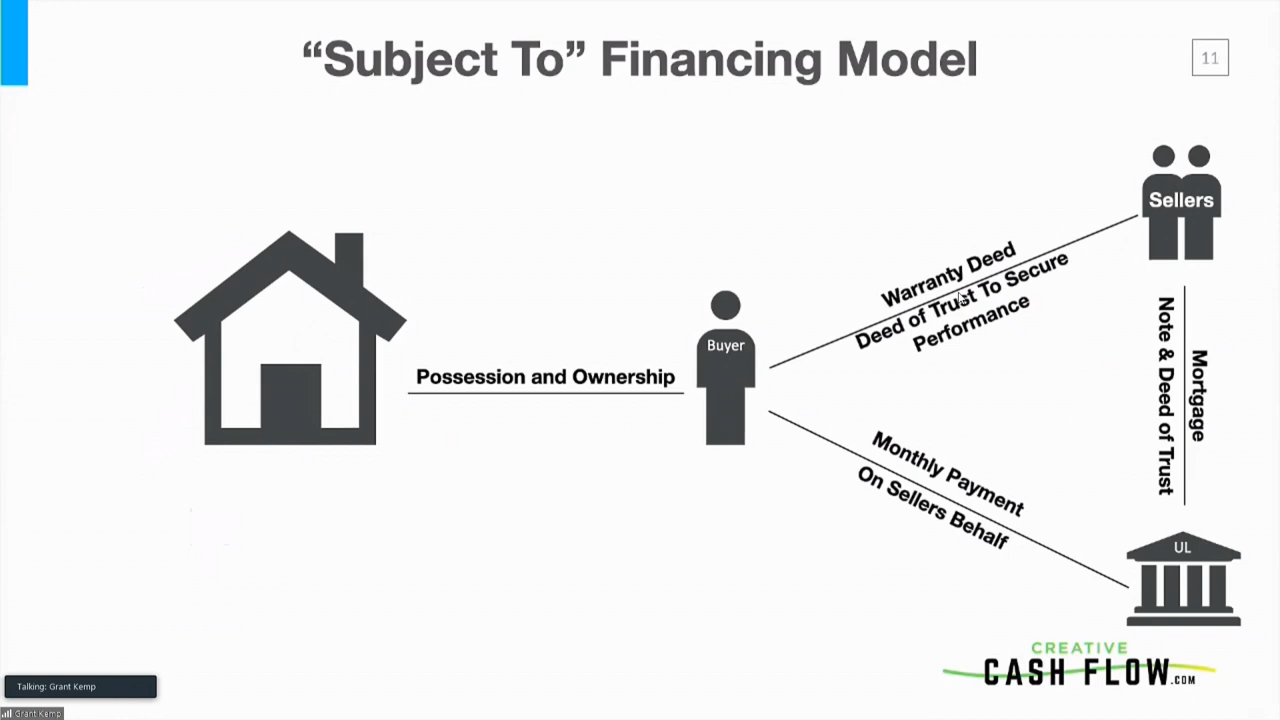 “Subject To” Financing Model
11
Sellers
Warranty Deed
Deed of Trust To Secure
Performance
Buyer
Possession and Ownership
Mortgage
Note & Deed of Trust
Monthly Payment
On Sellers Behalf
UL
CREATIVE
CASH FLOW.COM
Talking: Grant Kemp
Grant Kemp